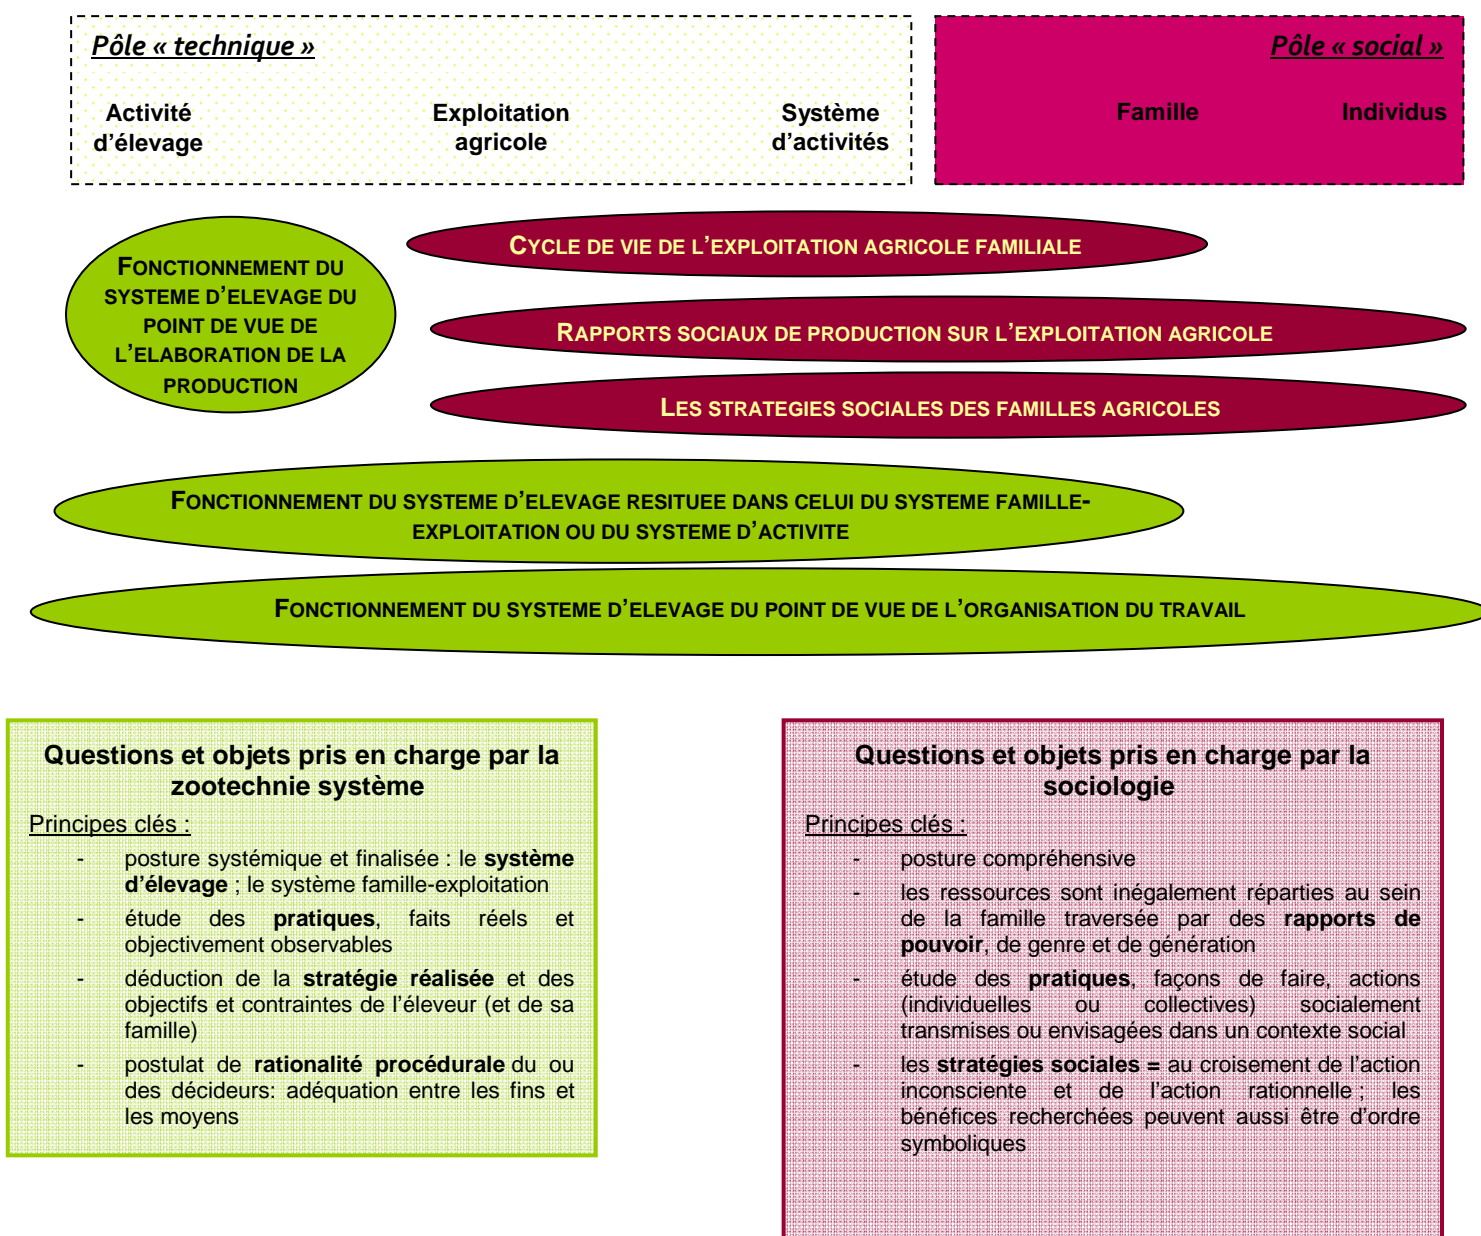 Pôle « technique »
Activité
d’élevage
Exploitation
agricole
Système
d’activités
Pôle « social »
Famille
Individus
FONCTIONNEMENT DU
SYSTEME D’ELEVAGE DU
POINT DE VUE DE
L’ELABORATION DE LA
PRODUCTION
CYCLE DE VIE DE L’EXPLOITATION AGRICOLE FAMILIALE
RAPPORTS SOCIAUX DE PRODUCTION SUR L’EXPLOITATION AGRICOLE
LES STRATEGIES SOCIALES DES FAMILLES AGRICOLES
FONCTIONNEMENT DU SYSTEME D’ELEVAGE RESITUEE DANS CELUI DU SYSTEME FAMILLE-
EXPLOITATION OU DU SYSTEME D’ACTIVITE
FONCTIONNEMENT DU SYSTEME D’ELEVAGE DU POINT DE VUE DE L’ORGANISATION DU TRAVAIL
Questions et objets pris en charge par la
zootechnie système
Principes clés :
- posture systémique et finalisée : le système
d’élevage ; le système famille-exploitation
- étude des pratiques, faits réels et
objectivement observables
- déduction de la stratégie réalisée et des
objectifs et contraintes de l’éleveur (et de sa
famille)
- postulat de rationalité procédurale du ou
des décideurs: adéquation entre les fins et
les moyens
Questions et objets pris en charge par la
sociologie
Principes clés :
- posture compréhensive
- les ressources sont inégalement réparties au sein
de la famille traversée par des rapports de
pouvoir, de genre et de génération
- étude des pratiques, façons de faire, actions
(individuelles ou collectives) socialement
transmises ou envisagées dans un contexte social
- les stratégies sociales = au croisement de l’action
inconsciente et de l’action rationnelle ; les
bénéfices recherchées peuvent aussi être d’ordre
symboliques